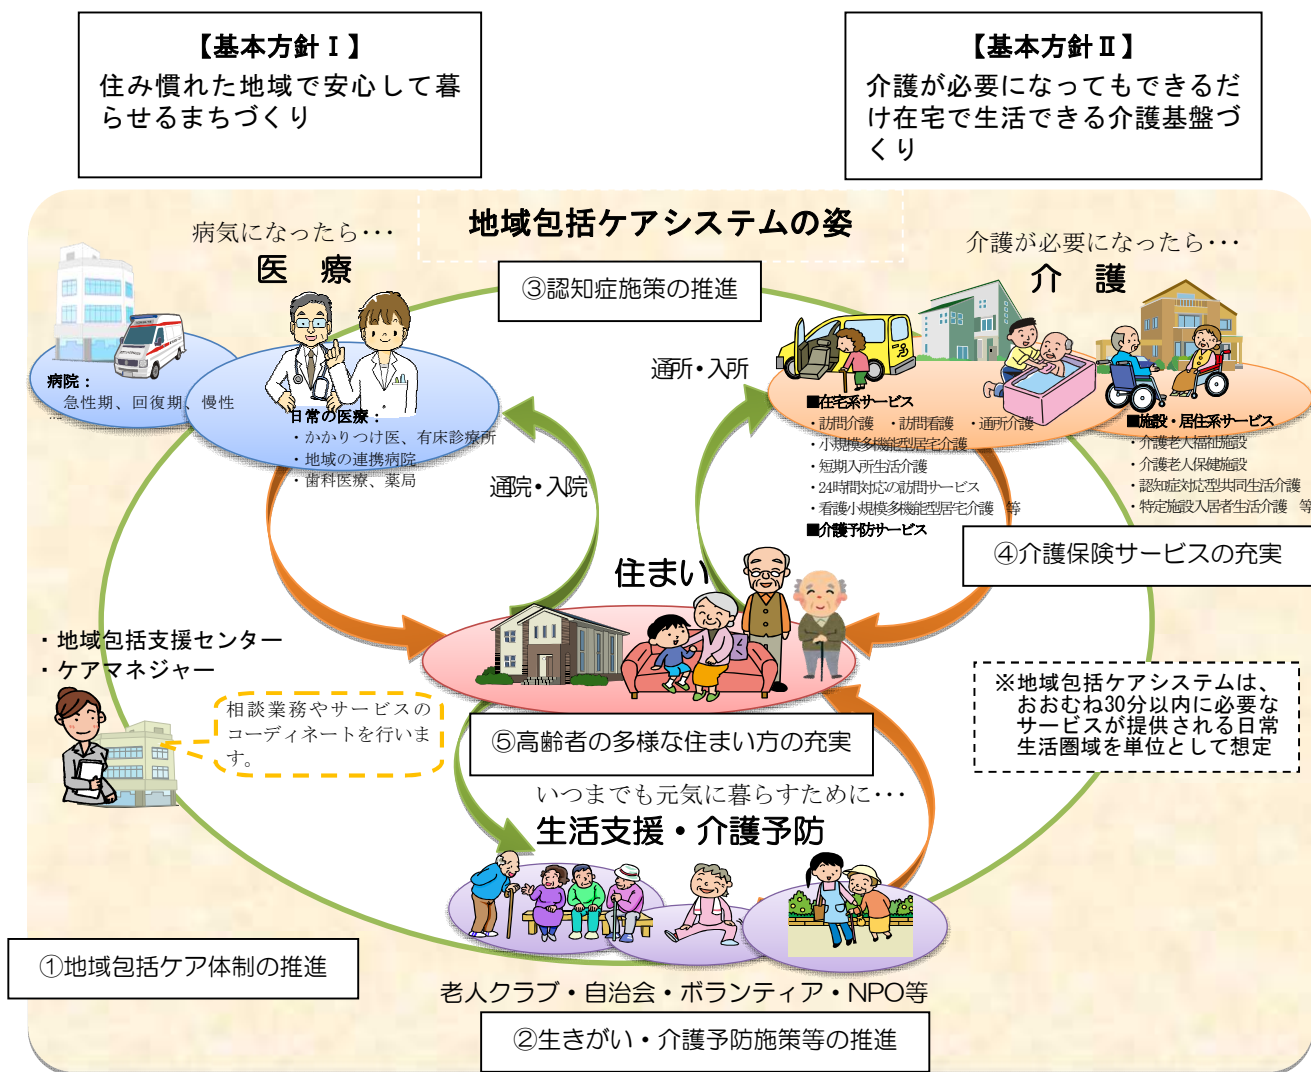 【基本方針Ⅰ】
住み慣れた地域で安心して暮
らせるまちづくり
【基本方針Ⅱ】
介護が必要になってもできるだ
け在宅で生活できる介護基盤づ
くり
地域包括ケアシステムの姿
病気になったら･･･
医　療
③認知症施策の推進
介護が必要になったら･･･
介　護
病院：
急性期、回復期、慢性
…
日常の医療：
・かかりつけ医、有床診療所
・地域の連携病院
・歯科医療、薬局
通院・入院
通所・入所
■在宅系サービス
・訪問介護　・訪問看護　・通所介護
・小規模多機能型居宅介護
・短期入所生活介護
・24時間対応の訪問サービス
・看護小規模多機能型居宅介護　等
■介護予防サービス
■施設・居住系サービス
・介護老人福祉施設
・介護老人保健施設
・認知症対応型共同生活介護
・特定施設入居者生活介護　等
④介護保険サービスの充実
住まい
・地域包括支援センター
・ケアマネジャー
相談業務やサービスの
コーディネートを行いま
す。
⑤高齢者の多様な住まい方の充実
※地域包括ケアシステムは、
おおむね30分以内に必要な
サービスが提供される日常
生活圏域を単位として想定
いつまでも元気に暮らすために･･･
生活支援・介護予防
①地域包括ケア体制の推進
老人クラブ・自治会・ボランティア・NPO等
②生きがい・介護予防施策等の推進